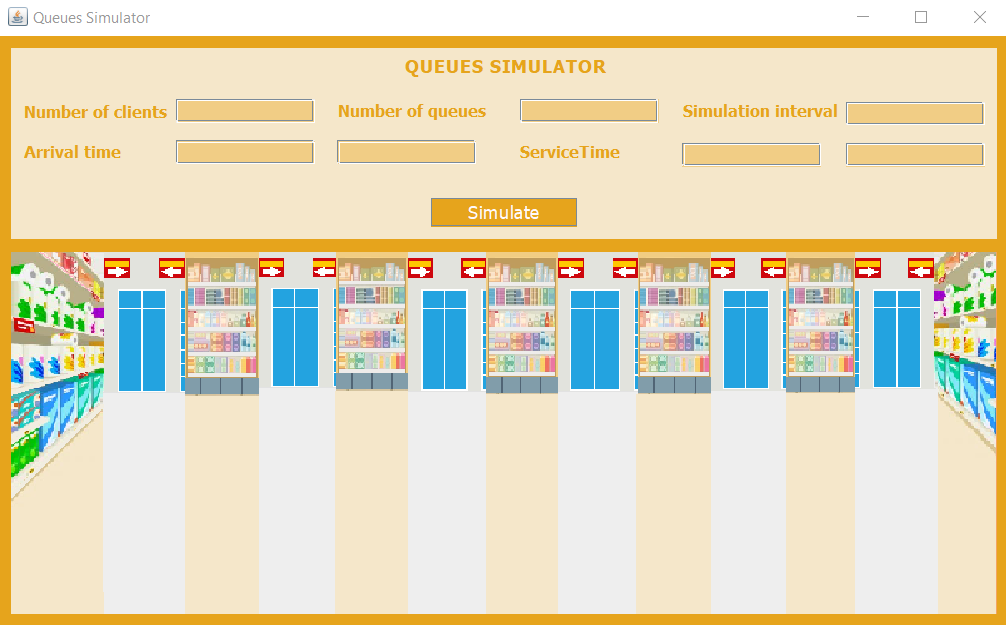 Queues Simulator
QUEUES SIMULATOR
Number of clients Number of queues Simulation interval
Arrival time ServiceTime
Simulate